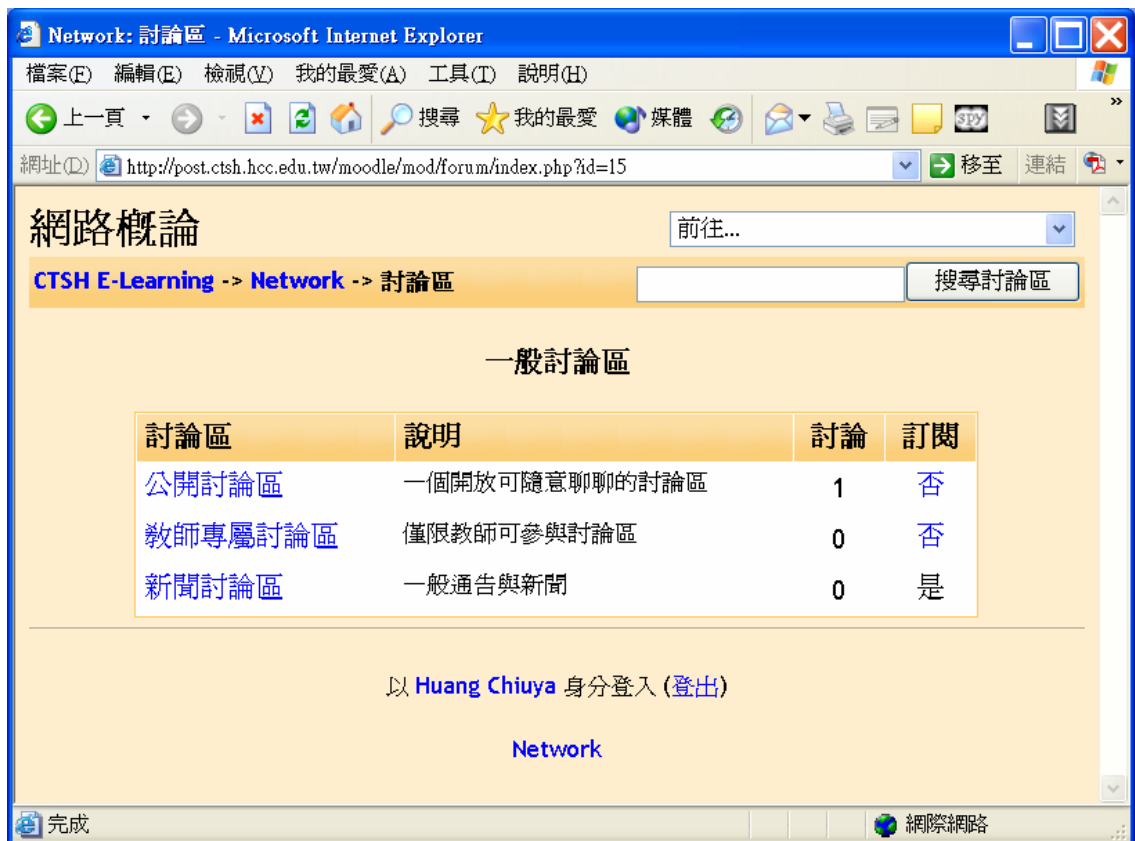 Network: 討論區 - Microsoft Internet Explorer
檔案(F) 編輯(E) 檢視(V) 我的最愛(A) 工具(T) 說明(H)
上一頁 搜尋 我的最愛 媒體 SPY »
網址(D) http://post.ctsh.hcc.edu.tw/moodle/mod/forum/index.php?id=15 移至 連結
網路概論 前往...
CTSH E-Learning -> Network -> 討論區 搜尋討論區
一般討論區
討論區 說明 討論 訂閱
公開討論區 一個開放可隨意聊聊的討論區 1 否
教師專屬討論區 僅限教師可參與討論區 0 否
新聞討論區 一般通告與新聞 0 是
以 Huang Chiuya 身分登入 (登出)
Network
完成 網際網路